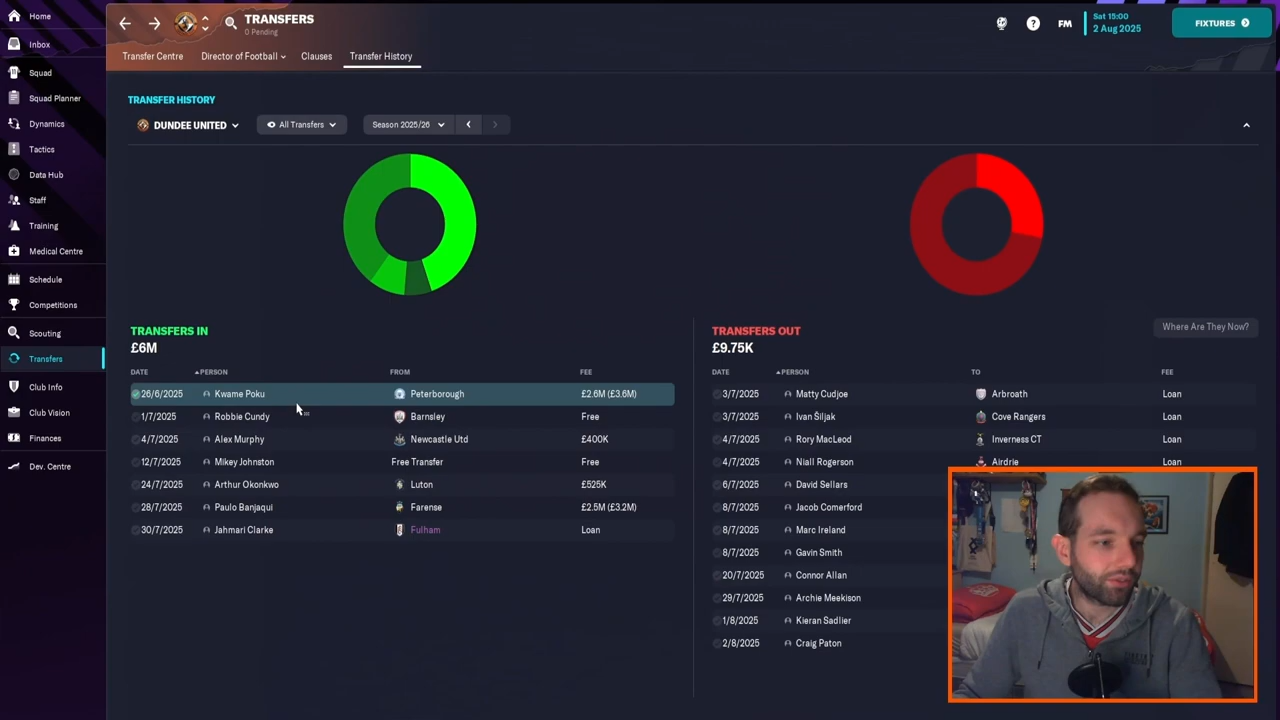 Home
Inbox
Squad
Squad Planner
Dynamics
Tactics
Data Hub
Staff
Training
Medical Centre
Schedule
Competitions
Scouting
Transfers
Club Info
Club Vision
Finances
Dev. Centre
TRANSFERS
0 Pending
FM
Sat 15:00
2 Aug 2025
FIXTURES
Transfer Centre
Director of Football
Clauses
Transfer History
TRANSFER HISTORY
DUNDEE UNITED
All Transfers
Season 2025/26
TRANSFERS IN
£6M
DATE PERSON FROM FEE
26/6/2025 Kwame Poku Peterborough £2.6M (£3.6M)
1/7/2025 Robbie Cundy Barnsley Free
4/7/2025 Alex Murphy Newcastle Utd £400K
12/7/2025 Mikey Johnston Free Transfer Free
24/7/2025 Arthur Okonkwo Luton £525K
28/7/2025 Paulo Banjaqui Farense £2.5M (£3.2M)
30/7/2025 Jahmari Clarke Fulham Loan
TRANSFERS OUT
£9.75K
Where Are They Now?
DATE PERSON TO FEE
3/7/2025 Matty Cudjoe Arbroath Loan
3/7/2025 Ivan Šiljak Cove Rangers Loan
4/7/2025 Rory MacLeod Inverness CT Loan
4/7/2025 Niall Rogerson Airdrie Loan
6/7/2025 David Sellars
8/7/2025 Jacob Comerford
8/7/2025 Marc Ireland
8/7/2025 Gavin Smith
20/7/2025 Connor Allan
29/7/2025 Archie Meekison
1/8/2025 Kieran Sadlier
2/8/2025 Craig Paton